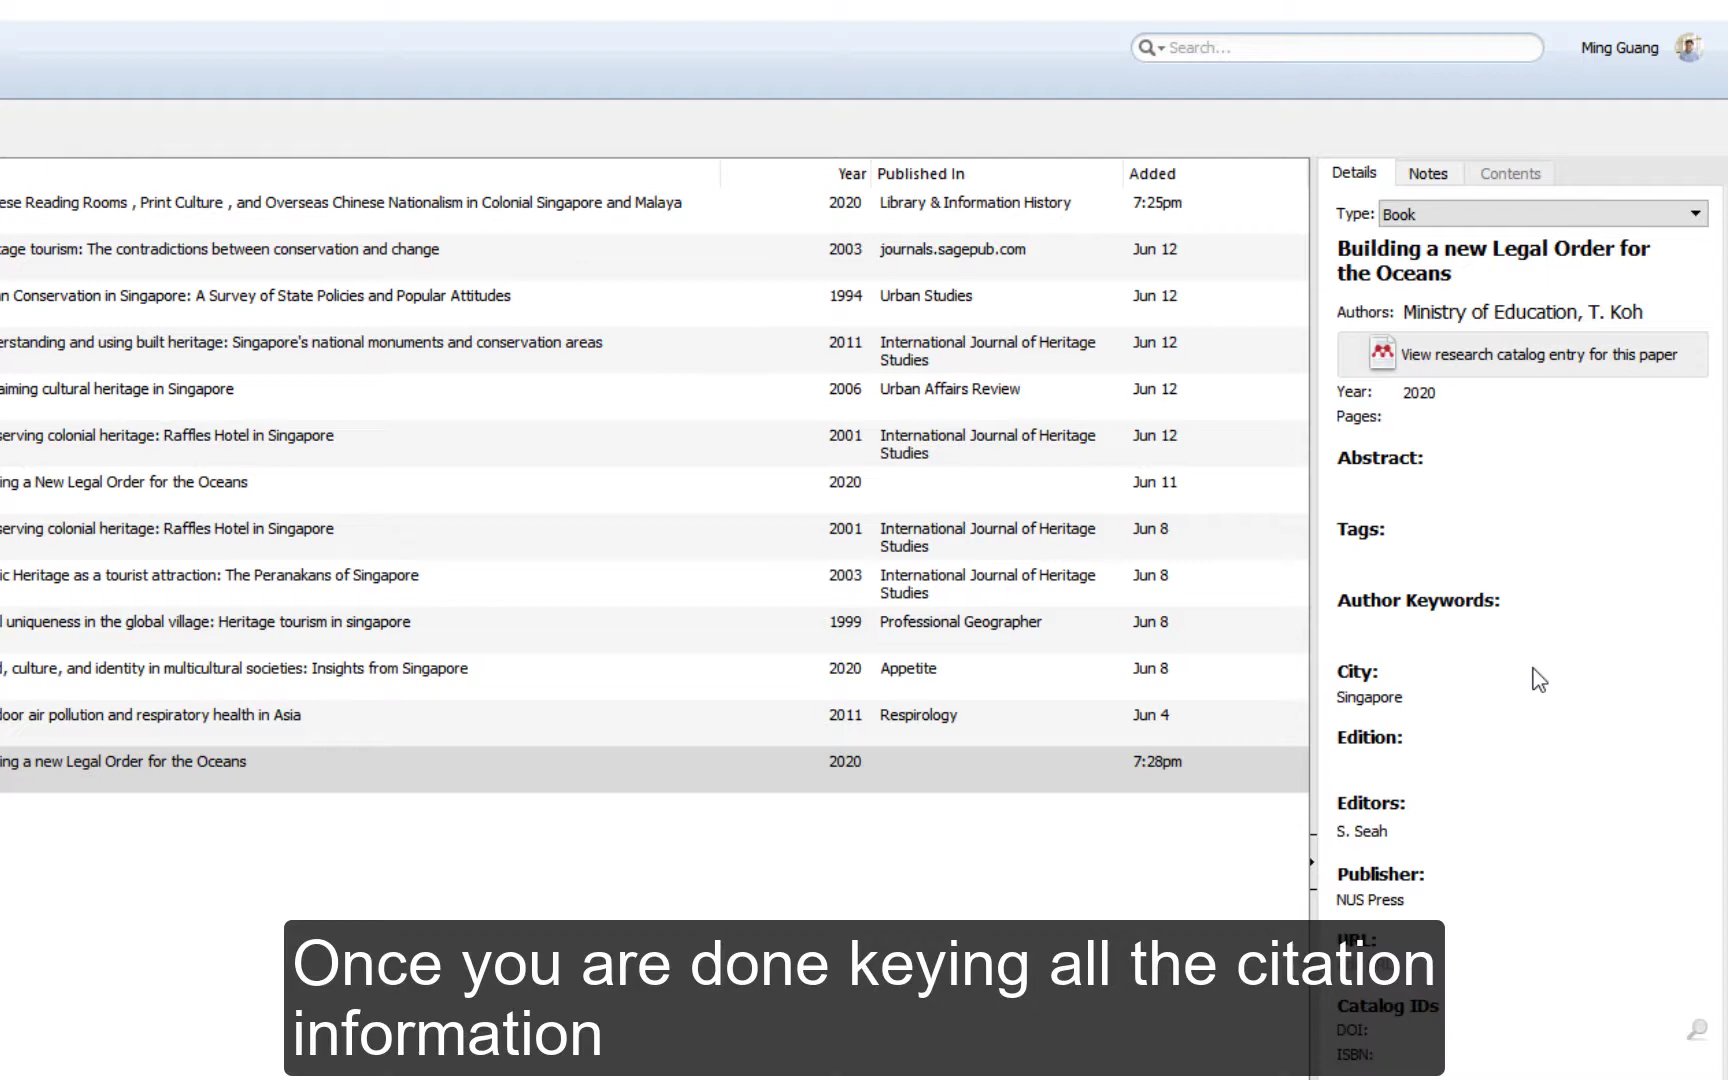 Search...
Ming Guang
Year Published In Added
ese Reading Rooms , Print Culture , and Overseas Chinese Nationalism in Colonial Singapore and Malaya 2020 Library & Information History 7:25pm
tage tourism: The contradictions between conservation and change 2003 journals.sagepub.com Jun 12
n Conservation in Singapore: A Survey of State Policies and Popular Attitudes 1994 Urban Studies Jun 12
erstanding and using built heritage: Singapore's national monuments and conservation areas 2011 International Journal of Heritage Jun 12
Studies
aiming cultural heritage in Singapore 2006 Urban Affairs Review Jun 12
serving colonial heritage: Raffles Hotel in Singapore 2001 International Journal of Heritage Jun 12
Studies
ing a New Legal Order for the Oceans 2020 Jun 11
serving colonial heritage: Raffles Hotel in Singapore 2001 International Journal of Heritage Jun 8
Studies
ic Heritage as a tourist attraction: The Peranakans of Singapore 2003 International Journal of Heritage Jun 8
Studies
l uniqueness in the global village: Heritage tourism in singapore 1999 Professional Geographer Jun 8
d, culture, and identity in multicultural societies: Insights from Singapore 2020 Appetite Jun 8
door air pollution and respiratory health in Asia 2011 Respirology Jun 4
ing a new Legal Order for the Oceans 2020 7:28pm
Details Notes Contents
Type: Book
Building a new Legal Order for
the Oceans
Authors: Ministry of Education, T. Koh
View research catalog entry for this paper
Year: 2020
Pages:
Abstract:
Tags:
Author Keywords:
City:
Singapore
Edition:
Editors:
S. Seah
Publisher:
NUS Press
URL:
Catalog IDs
DOI:
ISBN:
Once you are done keying all the citation
information